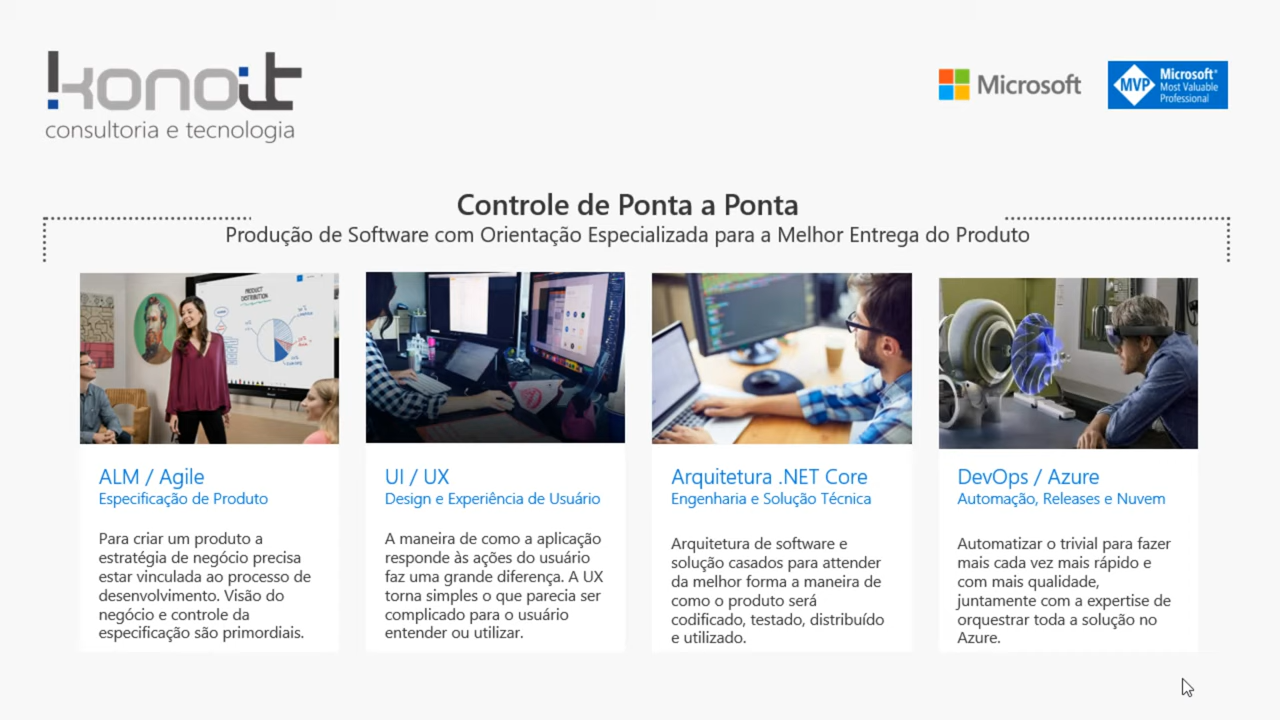 !konoit
consultoria e tecnologia
Microsoft
MVP
Microsoft®
Most Valuable
Professional
Controle de Ponta a Ponta
Produção de Software com Orientação Especializada para a Melhor Entrega do Produto
PRODUCT
DISTRIBUTION
ALM / Agile
Especificação de Produto
Para criar um produto a
estratégia de negócio precisa
estar vinculada ao processo de
desenvolvimento. Visão do
negócio e controle da
especificação são primordiais.
UI / UX
Design e Experiência de Usuário
A maneira de como a aplicação
responde às ações do usuário
faz uma grande diferença. A UX
torna simples o que parecia ser
complicado para o usuário
entender ou utilizar.
Arquitetura .NET Core
Engenharia e Solução Técnica
Arquitetura de software e
solução casados para attender
da melhor forma a maneira de
como o produto será
codificado, testado, distribuído
e utilizado.
DevOps / Azure
Automação, Releases e Nuvem
Automatizar o trivial para fazer
mais cada vez mais rápido e
com mais qualidade,
juntamente com a expertise de
orquestrar toda a solução no
Azure.